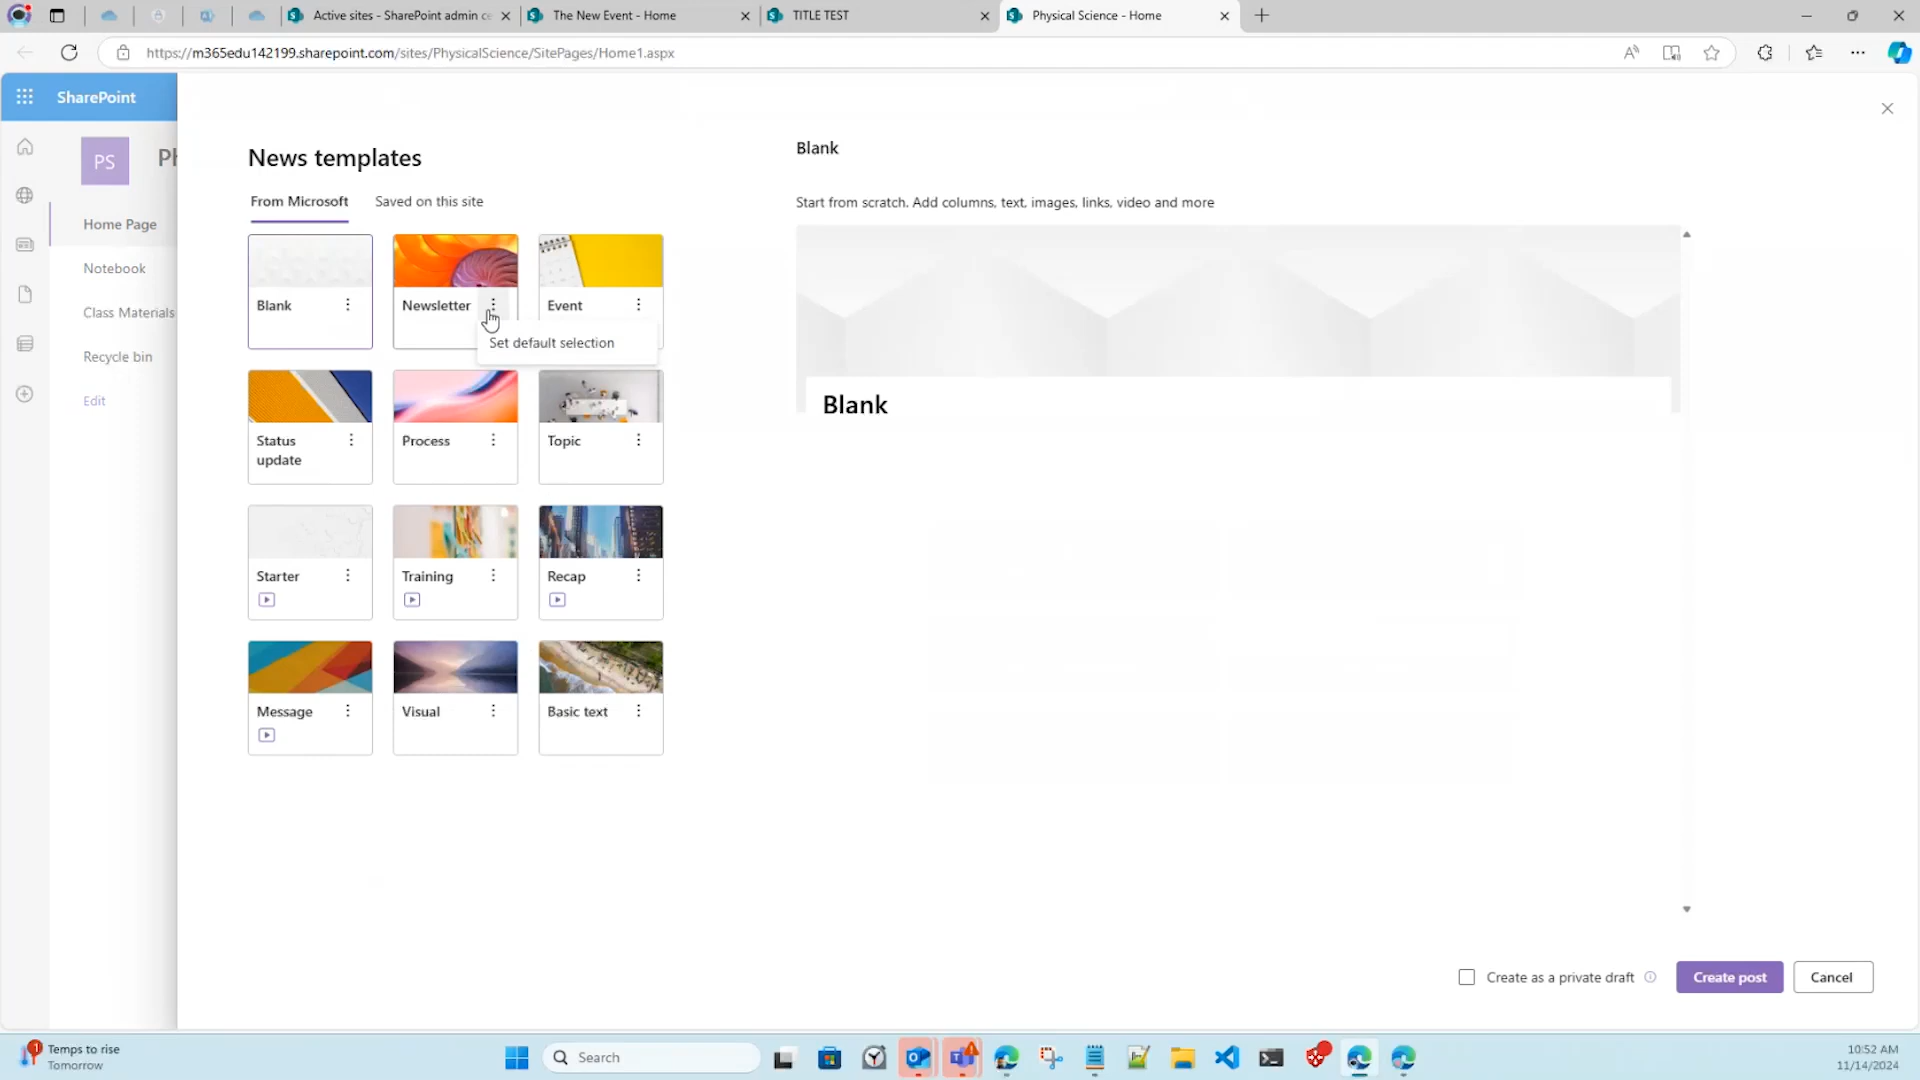 Active sites - SharePoint admin ce
The New Event - Home
TITLE TEST
Physical Science - Home
https://m365edu142199.sharepoint.com/sites/PhysicalScience/SitePages/Home1.aspx
SharePoint
PS
Ph
Home Page
Notebook
Class Materials
Recycle bin
Edit
News templates
From Microsoft
Saved on this site
Blank
Newsletter
Event
Set default selection
Status
update
Process
Topic
Starter
Training
Recap
Message
Visual
Basic text
Blank
Start from scratch. Add columns, text, images, links, video and more
Blank
Create as a private draft
Create post
Cancel
1
Temps to rise
Tomorrow
Search
10:52 AM
11/14/2024